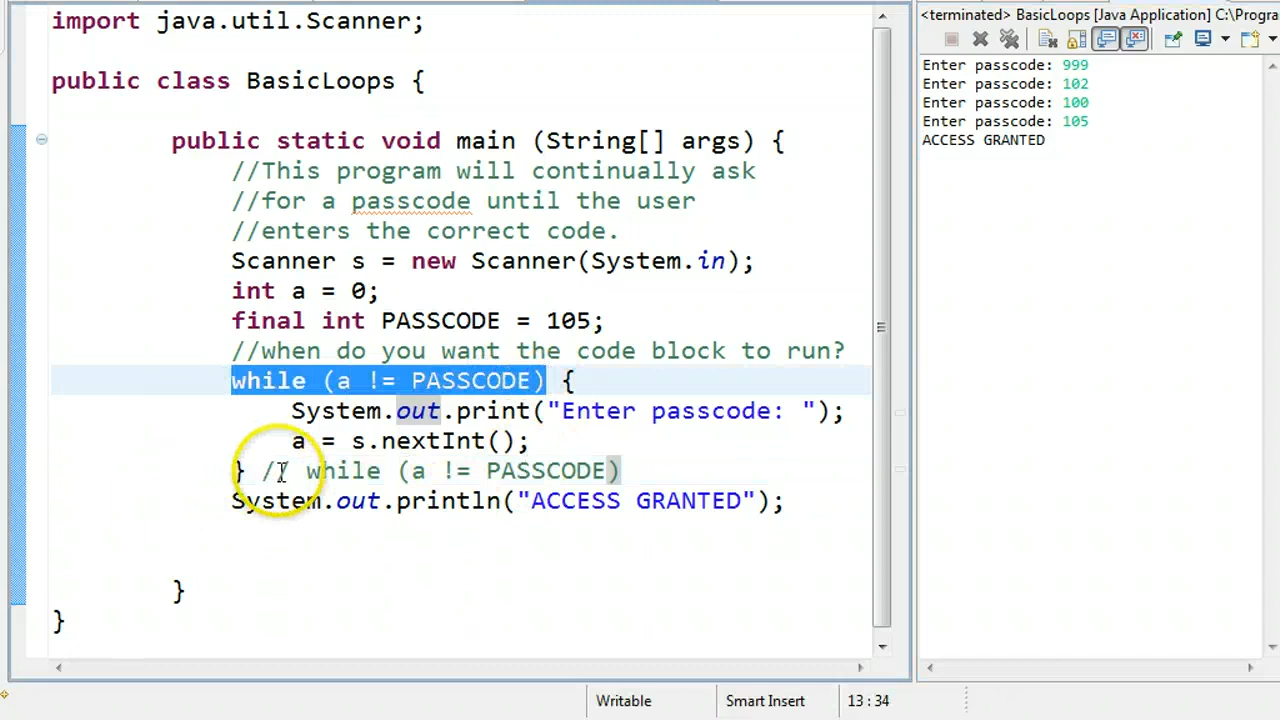 import java.util.Scanner;
public class BasicLoops {
public static void main (String[] args) {
//This program will continually ask
//for a passcode until the user
//enters the correct code.
Scanner s = new Scanner(System.in);
int a = 0;
final int PASSCODE = 105;
//when do you want the code block to run?
while (a != PASSCODE) {
System.out.print("Enter passcode: ");
a = s.nextInt();
} // while (a != PASSCODE)
System.out.println("ACCESS GRANTED");
}
}
<terminated> BasicLoops [Java Application] C:\Progra
Enter passcode: 999
Enter passcode: 102
Enter passcode: 100
Enter passcode: 105
ACCESS GRANTED
Writable
Smart Insert
13 : 34